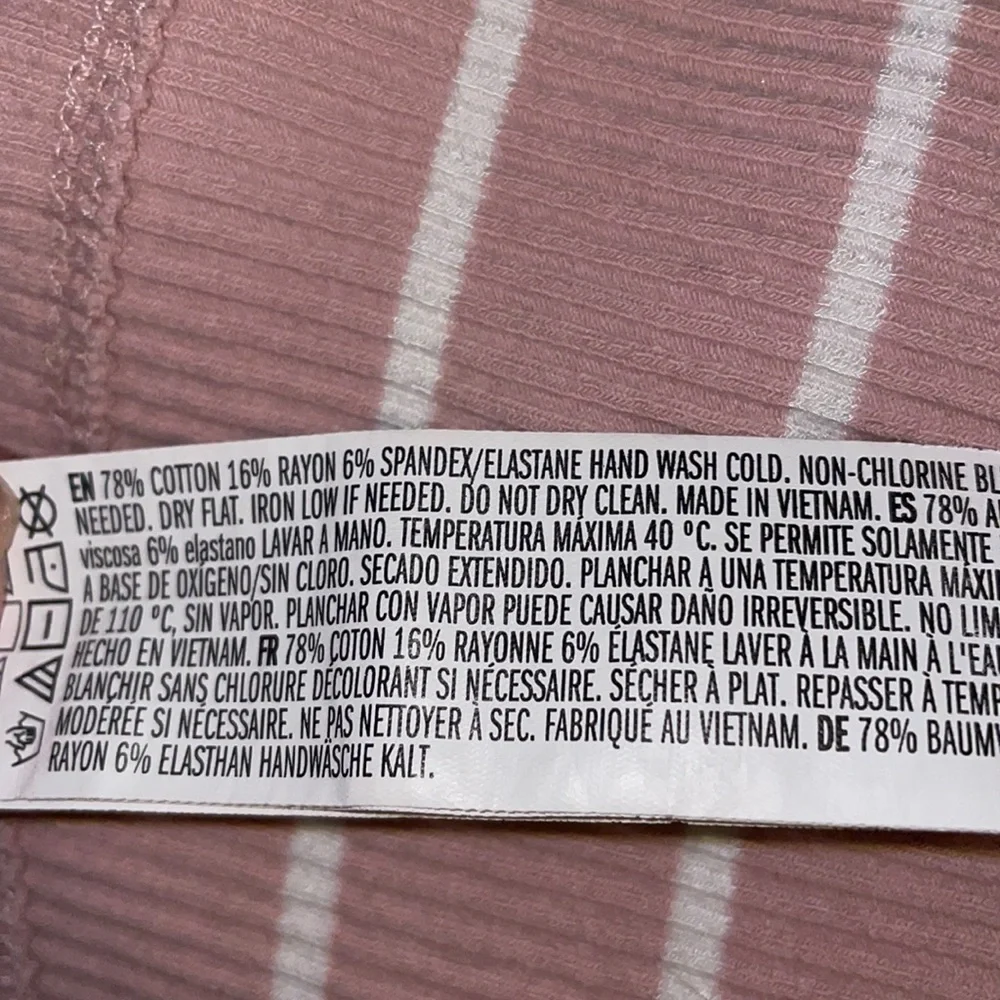 EN 78% COTTON 16% RAYON 6% SPANDEX/ELASTANE HAND WASH COLD. NON-CHLORINE
NEEDED. DRY FLAT. IRON LOW IF NEEDED. DO NOT DRY CLEAN. MADE IN VIETNAM. ES 78%
viscosa 6% elastano LAVAR A MANO. TEMPERATURA MÁXIMA 40 °C. SE PERMITE SOLAMENTE
A BASE DE OXÍGENO/SIN CLORO. SECADO EXTENDIDO. PLANCHAR A UNA TEMPERATURA
DE 110 °C, SIN VAPOR. PLANCHAR CON VAPOR PUEDE CAUSAR DAÑO IRREVERSIBLE. NO
HECHO EN VIETNAM. FR 78% COTON 16% RAYONNE 6% ÉLASTANE LAVER À LA MAIN À
BLANCHIR SANS CHLORURE DÉCOLORANT SI NÉCESSAIRE. SÉCHER À PLAT. REPASSER À
MODÉRÉE SI NÉCESSAIRE. NE PAS NETTOYER À SEC. FABRIQUÉ AU VIETNAM. DE 78%
RAYON 6% ELASTHAN HANDWÄSCHE KALT.